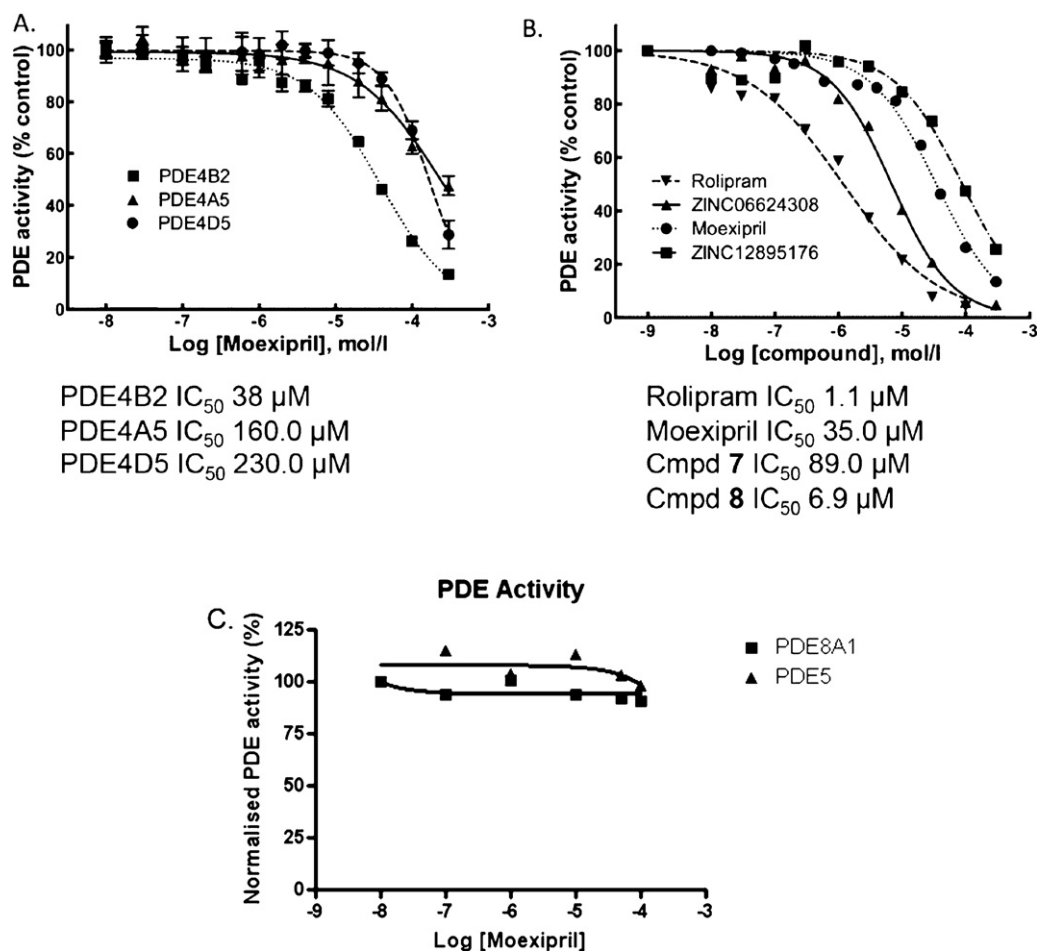 A.
PDE activity (% control)
100
80
60
40
20
0
PDE4B2
PDE4A5
PDE4D5
-8 -7 -6 -5 -4 -3
Log [Moexipril], mol/l
PDE4B2 IC50 38 µM
PDE4A5 IC50 160.0 µM
PDE4D5 IC50 230.0 µM
B.
PDE activity (% control)
100
80
60
40
20
0
Rolipram
ZINC06624308
Moexipril
ZINC12895176
-9 -8 -7 -6 -5 -4 -3
Log [compound], mol/l
Rolipram IC50 1.1 µM
Moexipril IC50 35.0 µM
Cmpd 7 IC50 89.0 µM
Cmpd 8 IC50 6.9 µM
PDE Activity
C.
Normalised PDE activity (%)
125
100
75
50
25
0
PDE8A1
PDE5
-9 -8 -7 -6 -5 -4 -3
Log [Moexipril]